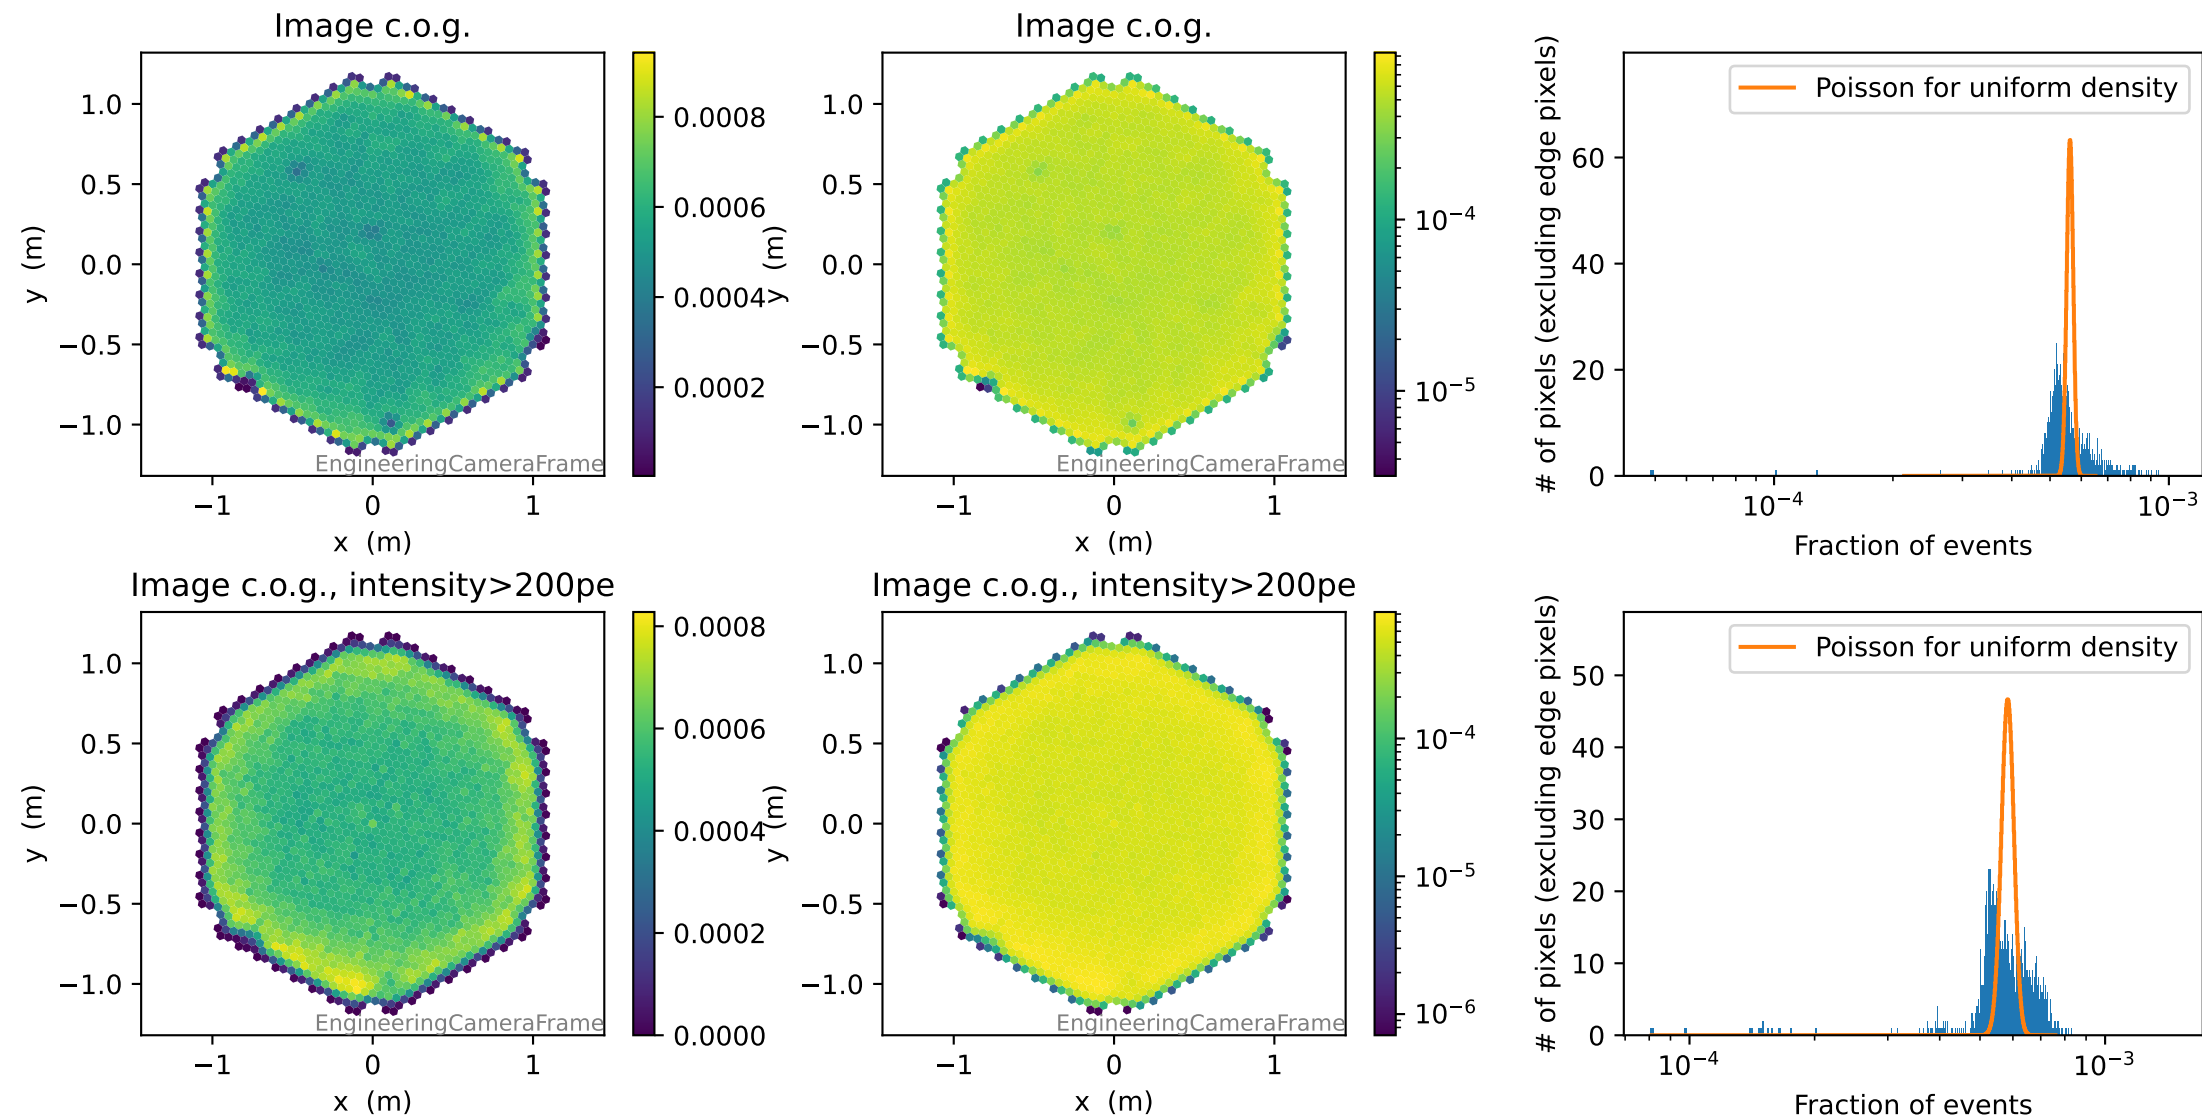 Image c.o.g.
y (m)
1.0
0.5
0.0
−0.5
−1.0
−1
0
1
x (m)
EngineeringCameraFrame
0.0008
0.0006
0.0004
0.0002
Image c.o.g.
y (m)
1.0
0.5
0.0
−0.5
−1.0
−1
0
1
x (m)
EngineeringCameraFrame
10⁻⁴
10⁻⁵
# of pixels (excluding edge pixels)
60
40
20
0
10⁻⁴
10⁻³
Fraction of events
Poisson for uniform density
Image c.o.g., intensity>200pe
y (m)
1.0
0.5
0.0
−0.5
−1.0
−1
0
1
x (m)
EngineeringCameraFrame
0.0008
0.0006
0.0004
0.0002
0.0000
Image c.o.g., intensity>200pe
y (m)
1.0
0.5
0.0
−0.5
−1.0
−1
0
1
x (m)
EngineeringCameraFrame
10⁻⁴
10⁻⁵
10⁻⁶
# of pixels (excluding edge pixels)
50
40
30
20
10
0
10⁻⁴
10⁻³
Fraction of events
Poisson for uniform density